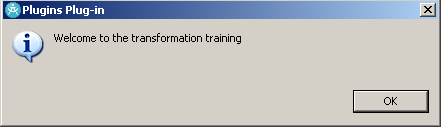 Plugins Plug-in
Welcome to the transformation training
OK